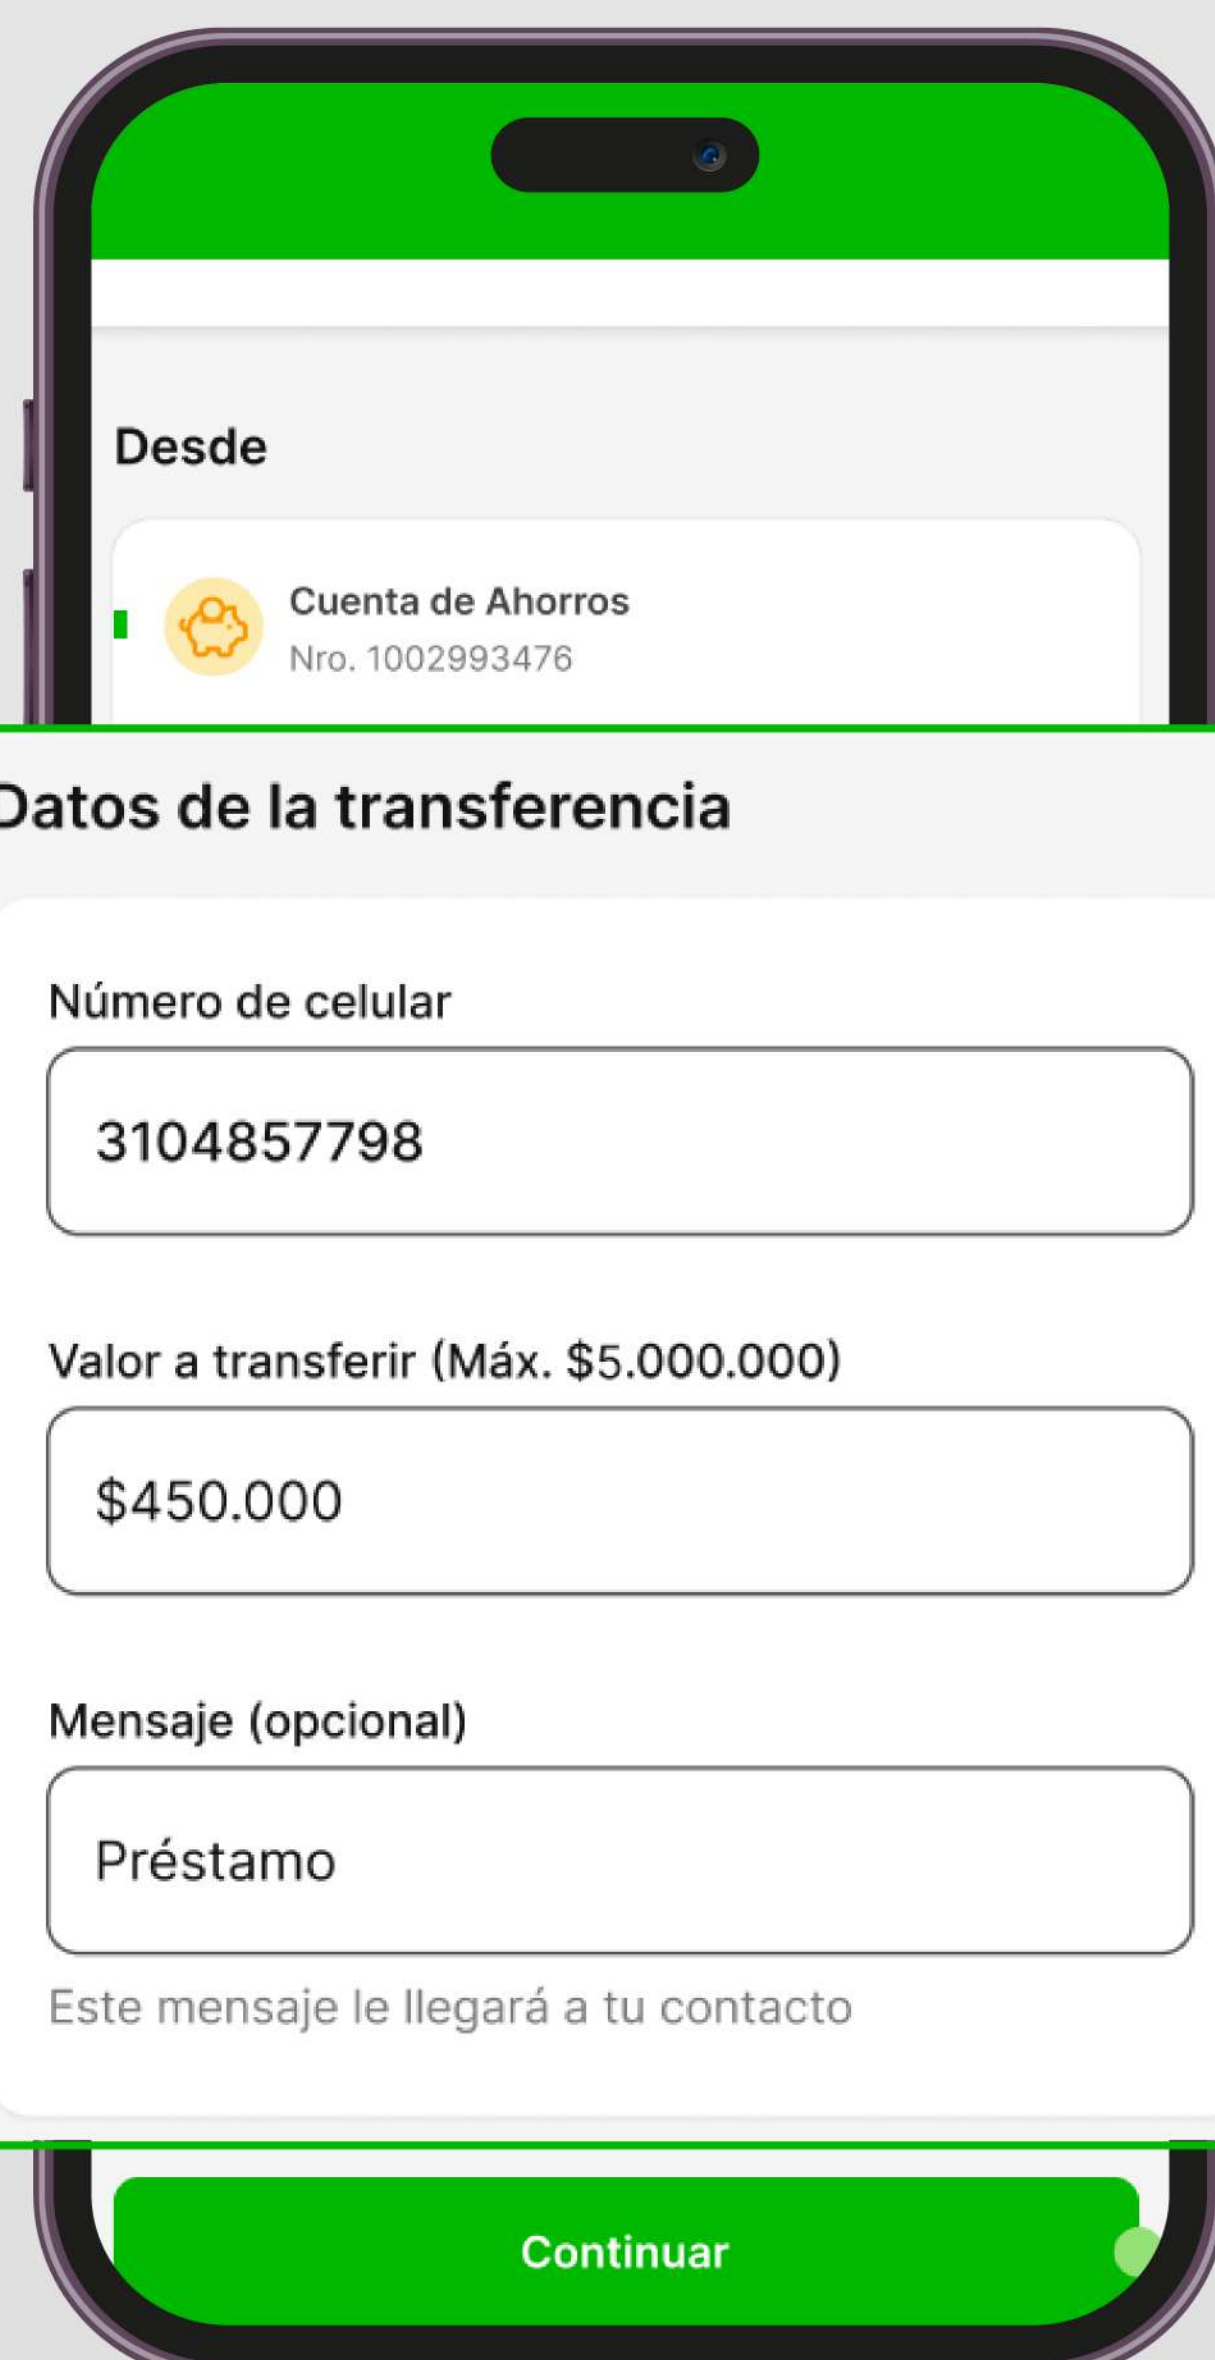 Desde
Cuenta de Ahorros
Nro. 1002993476
Datos de la transferencia
Número de celular
3104857798
Valor a transferir (Máx. $5.000.000)
$450.000
Mensaje (opcional)
Préstamo
Este mensaje le llegará a tu contacto
Continuar